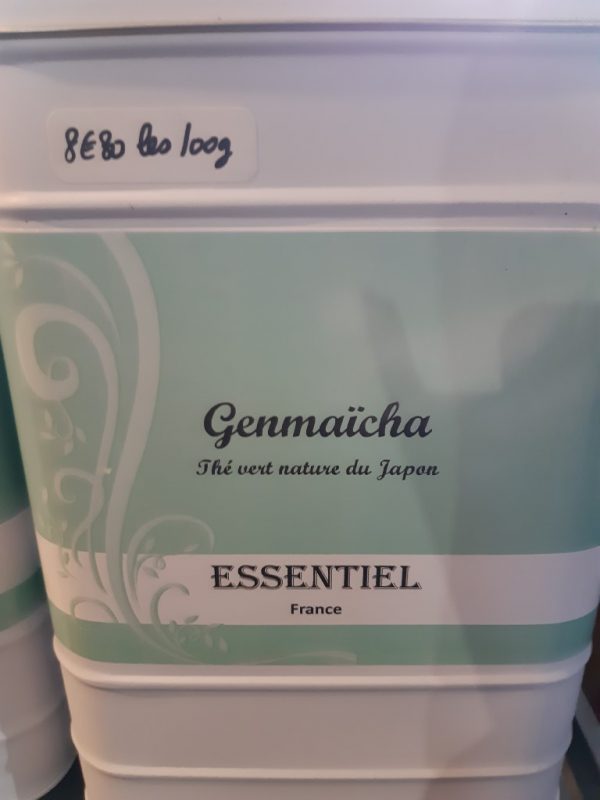 8€80 les 100g
Genmaïcha
Thé vert nature du Japon
ESSENTIEL
France